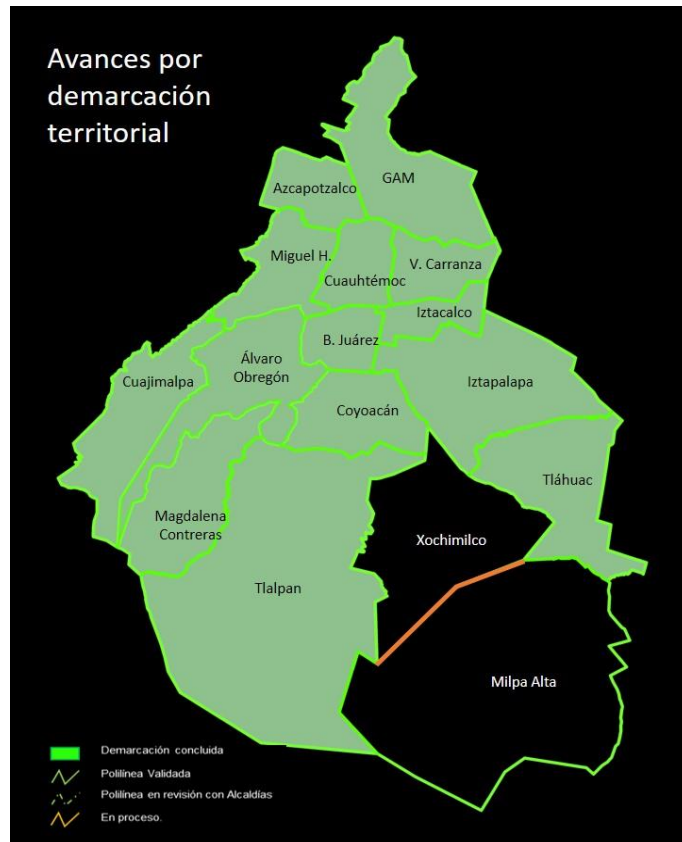 Avances por
demarcación
territorial
GAM
Azcapotzalco
Miguel H.
Cuauhtémoc
V. Carranza
Iztacalco
B. Juárez
Cuajimalpa
Álvaro
Obregón
Iztapalapa
Coyoacán
Tláhuac
Magdalena
Contreras
Xochimilco
Tlalpan
Milpa Alta
Demarcación concluida
Polilínea Validada
Polilínea en revisión con Alcaldías
En proceso.